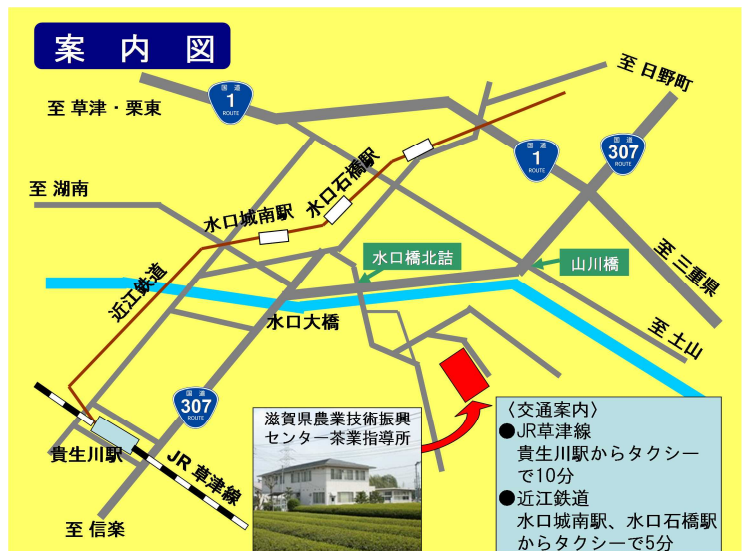 案内図
至 日野町
国道
1
ROUTE
至 草津・栗東
国道
1
ROUTE
国道
307
ROUTE
水口石橋駅
至 湖南
水口城南駅
水口橋北詰
山川橋
至 三重県
近江鉄道
水口大橋
至 土山
国道
307
ROUTE
貴生川駅
JR 草津線
至 信楽
滋賀県農業技術振興
センター茶業指導所
〈交通案内〉
●JR草津線
貴生川駅からタクシー
で10分
●近江鉄道
水口城南駅、水口石橋駅
からタクシーで5分